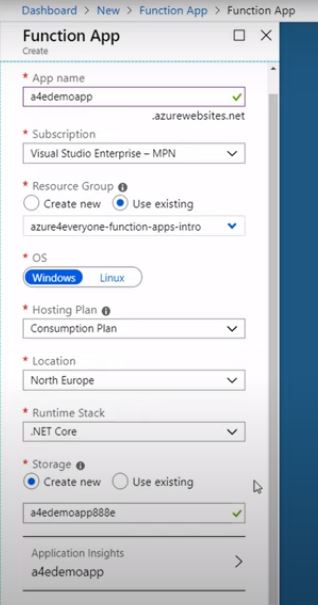 Dashboard > New > Function App > Function App
Function App
Create
* App name
a4edemoapp
.azurewebsites.net
* Subscription
Visual Studio Enterprise – MPN
* Resource Group
Create new Use existing
azure4everyone-function-apps-intro
* OS
Windows Linux
* Hosting Plan
Consumption Plan
* Location
North Europe
* Runtime Stack
.NET Core
* Storage
Create new Use existing
a4edemoapp888e
Application Insights
a4edemoapp